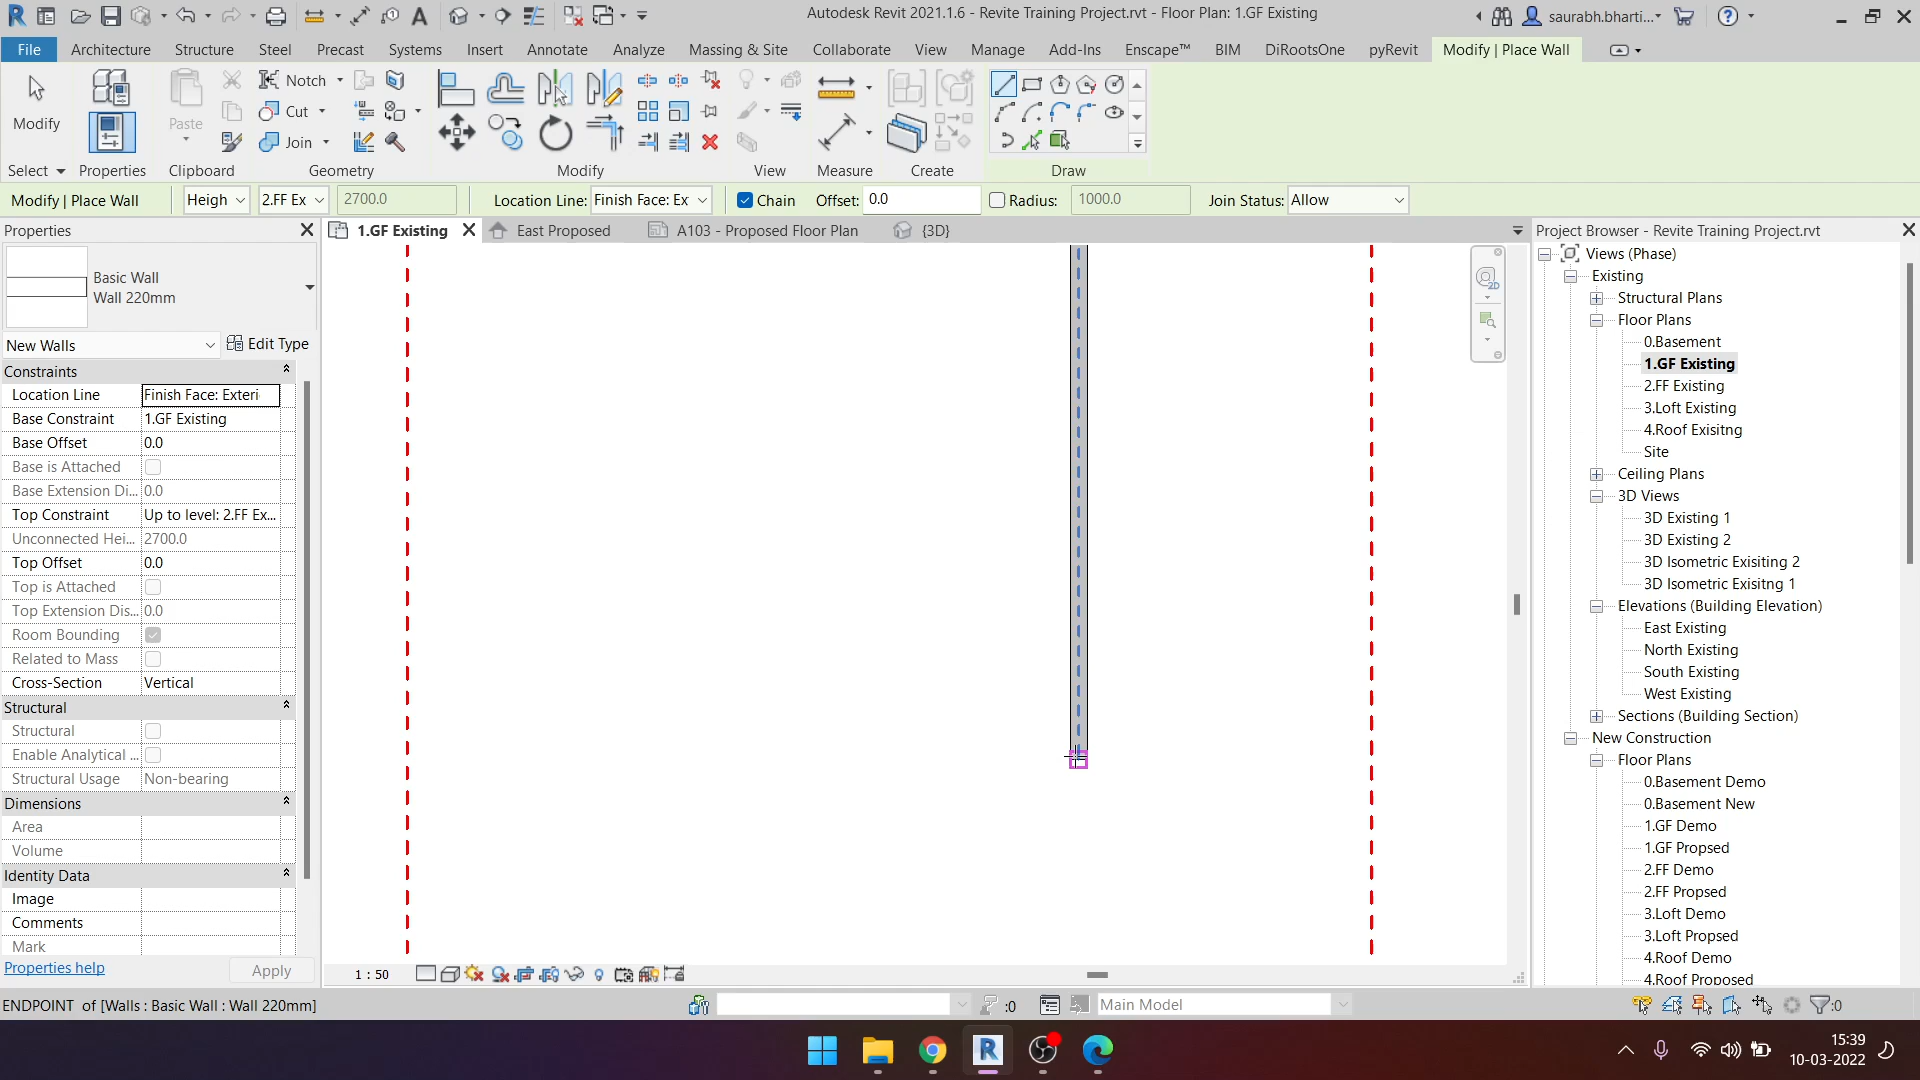 Autodesk Revit 2021.1.6 - Revite Training Project.rvt - Floor Plan: 1.GF Existing
saurabh.bharti...
File Architecture Structure Steel Precast Systems Insert Annotate Analyze Massing & Site Collaborate View Manage Add-Ins Enscape™ BIM DiRootsOne pyRevit Modify | Place Wall
Modify
Paste
Notch
Cut
Join
Select Properties Clipboard Geometry Modify View Measure Create Draw
Modify | Place Wall Heigh 2.FF Ex 2700.0 Location Line: Finish Face: Ex Chain Offset: 0.0 Radius: 1000.0 Join Status: Allow
Properties
1.GF Existing East Proposed A103 - Proposed Floor Plan {3D}
Project Browser - Revite Training Project.rvt
Basic Wall
Wall 220mm
New Walls Edit Type
Constraints
Location Line Finish Face: Exteri
Base Constraint 1.GF Existing
Base Offset 0.0
Base is Attached
Base Extension Di... 0.0
Top Constraint Up to level: 2.FF Ex...
Unconnected Hei... 2700.0
Top Offset 0.0
Top is Attached
Top Extension Dis... 0.0
Room Bounding
Related to Mass
Cross-Section Vertical
Structural
Structural
Enable Analytical ...
Structural Usage Non-bearing
Dimensions
Area
Volume
Identity Data
Image
Comments
Mark
Properties help Apply
2D
Views (Phase)
Existing
Structural Plans
Floor Plans
0.Basement
1.GF Existing
2.FF Existing
3.Loft Existing
4.Roof Exisitng
Site
Ceiling Plans
3D Views
3D Existing 1
3D Existing 2
3D Isometric Exisiting 2
3D Isometric Exisitng 1
Elevations (Building Elevation)
East Existing
North Existing
South Existing
West Existing
Sections (Building Section)
New Construction
Floor Plans
0.Basement Demo
0.Basement New
1.GF Demo
1.GF Propsed
2.FF Demo
2.FF Propsed
3.Loft Demo
3.Loft Propsed
4.Roof Demo
4.Roof Proposed
1 : 50
ENDPOINT of [Walls : Basic Wall : Wall 220mm] :0 Main Model :0
15:39
10-03-2022